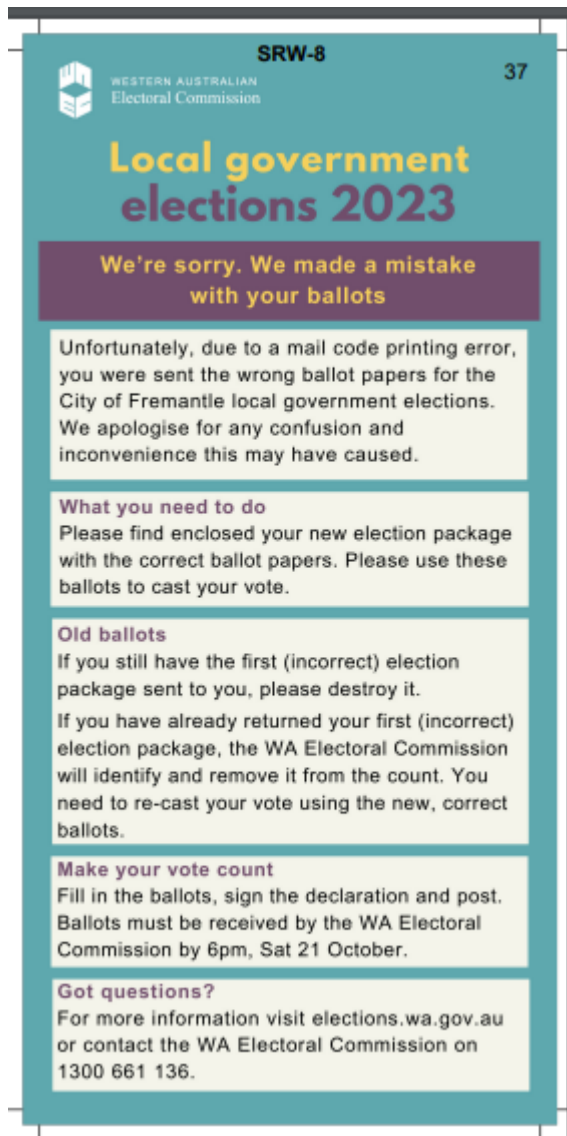 SRW-8
37
WESTERN AUSTRALIAN
Electoral Commission
Local government
elections 2023
We're sorry. We made a mistake
with your ballots
Unfortunately, due to a mail code printing error,
you were sent the wrong ballot papers for the
City of Fremantle local government elections.
We apologise for any confusion and
inconvenience this may have caused.
What you need to do
Please find enclosed your new election package
with the correct ballot papers. Please use these
ballots to cast your vote.
Old ballots
If you still have the first (incorrect) election
package sent to you, please destroy it.
If you have already returned your first (incorrect)
election package, the WA Electoral Commission
will identify and remove it from the count. You
need to re-cast your vote using the new, correct
ballots.
Make your vote count
Fill in the ballots, sign the declaration and post.
Ballots must be received by the WA Electoral
Commission by 6pm, Sat 21 October.
Got questions?
For more information visit elections.wa.gov.au
or contact the WA Electoral Commission on
1300 661 136.